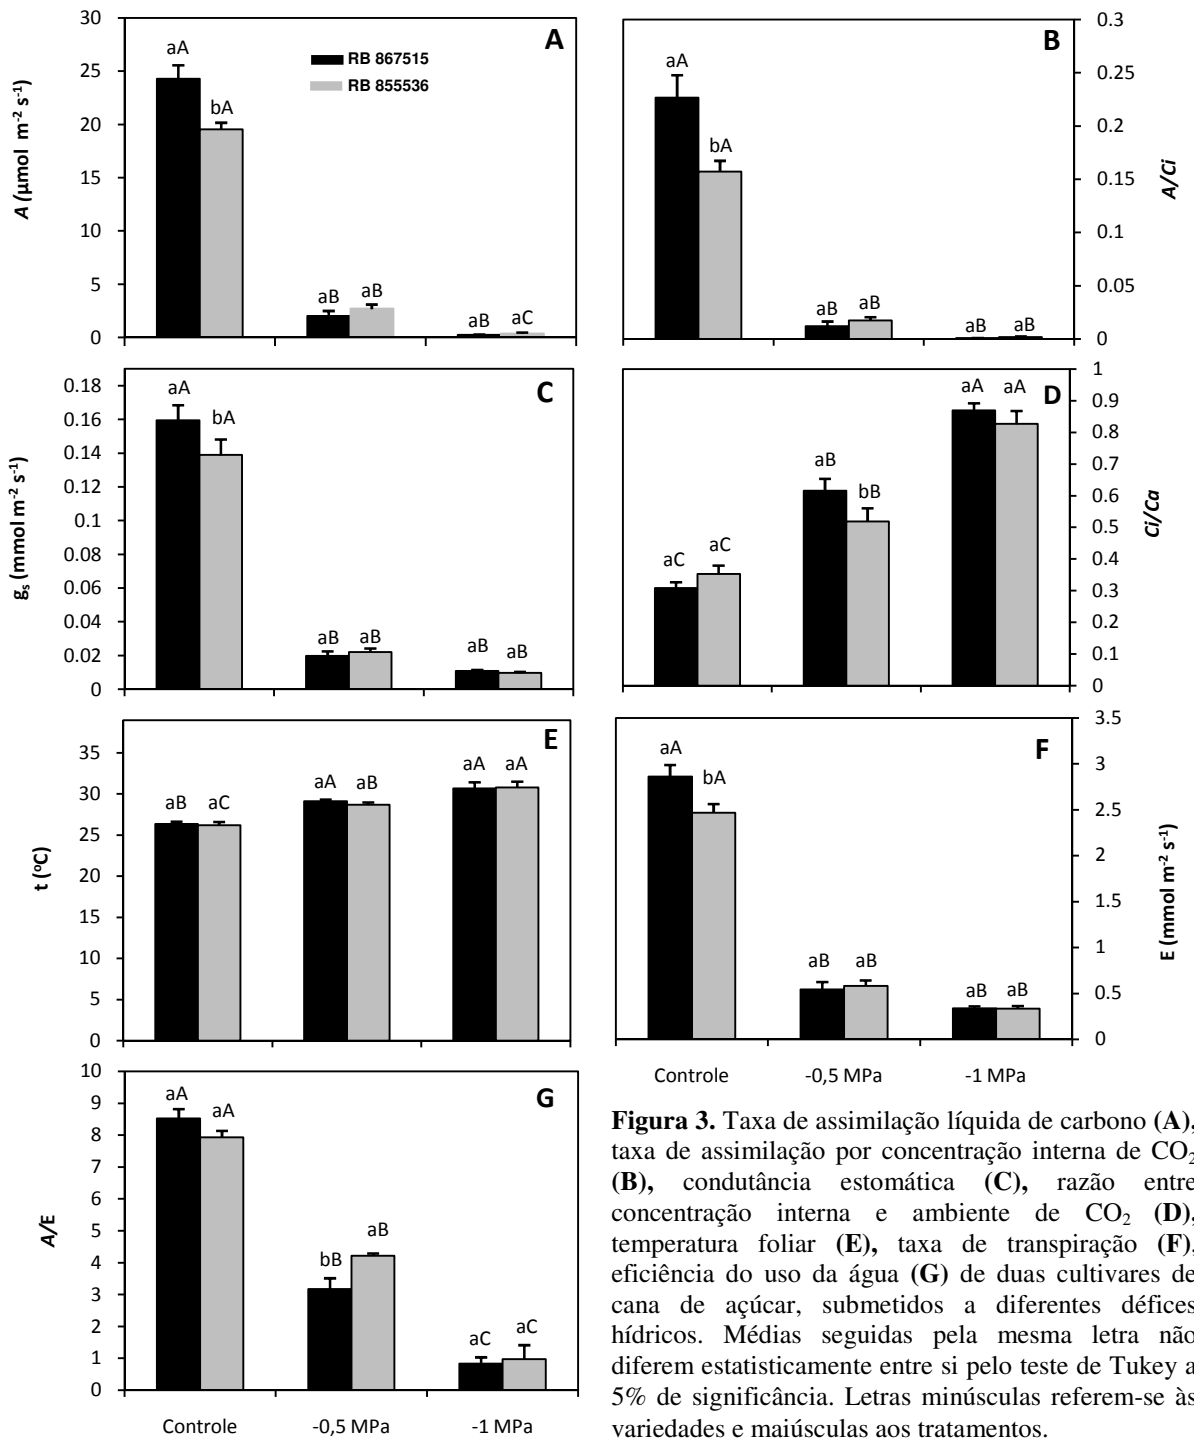 A
A (µmol m-2 s-1)
30
25
20
15
10
5
0
RB 867515
RB 855536
aA
bA
aB
aB
aB
aC
B
A/Ci
0.3
0.25
0.2
0.15
0.1
0.05
0
aA
bA
aB
aB
aB
aB
C
gs (mmol m-2 s-1)
0.18
0.16
0.14
0.12
0.1
0.08
0.06
0.04
0.02
0
aA
bA
aB
aB
aB
aB
D
Ci/Ca
1
0.9
0.8
0.7
0.6
0.5
0.4
0.3
0.2
0.1
0
aC
aC
aB
bB
aA
aA
E
t (ºC)
35
30
25
20
15
10
5
0
aB
aC
aA
aB
aA
aA
F
E (mmol m-2 s-1)
3.5
3
2.5
2
1.5
1
0.5
0
aA
bA
aB
aB
aB
aB
Controle -0,5 MPa -1 MPa
G
A/E
10
9
8
7
6
5
4
3
2
1
0
aA
aA
bB
aB
aC
aC
Controle -0,5 MPa -1 MPa
Figura 3. Taxa de assimilação líquida de carbono (A),
taxa de assimilação por concentração interna de CO2
(B), condutância estomática (C), razão entre
concentração interna e ambiente de CO2 (D),
temperatura foliar (E), taxa de transpiração (F),
eficiência do uso da água (G) de duas cultivares de
cana de açúcar, submetidos a diferentes défices
hídricos. Médias seguidas pela mesma letra não
diferem estatisticamente entre si pelo teste de Tukey a
5% de significância. Letras minúsculas referem-se às
variedades e maiúsculas aos tratamentos.